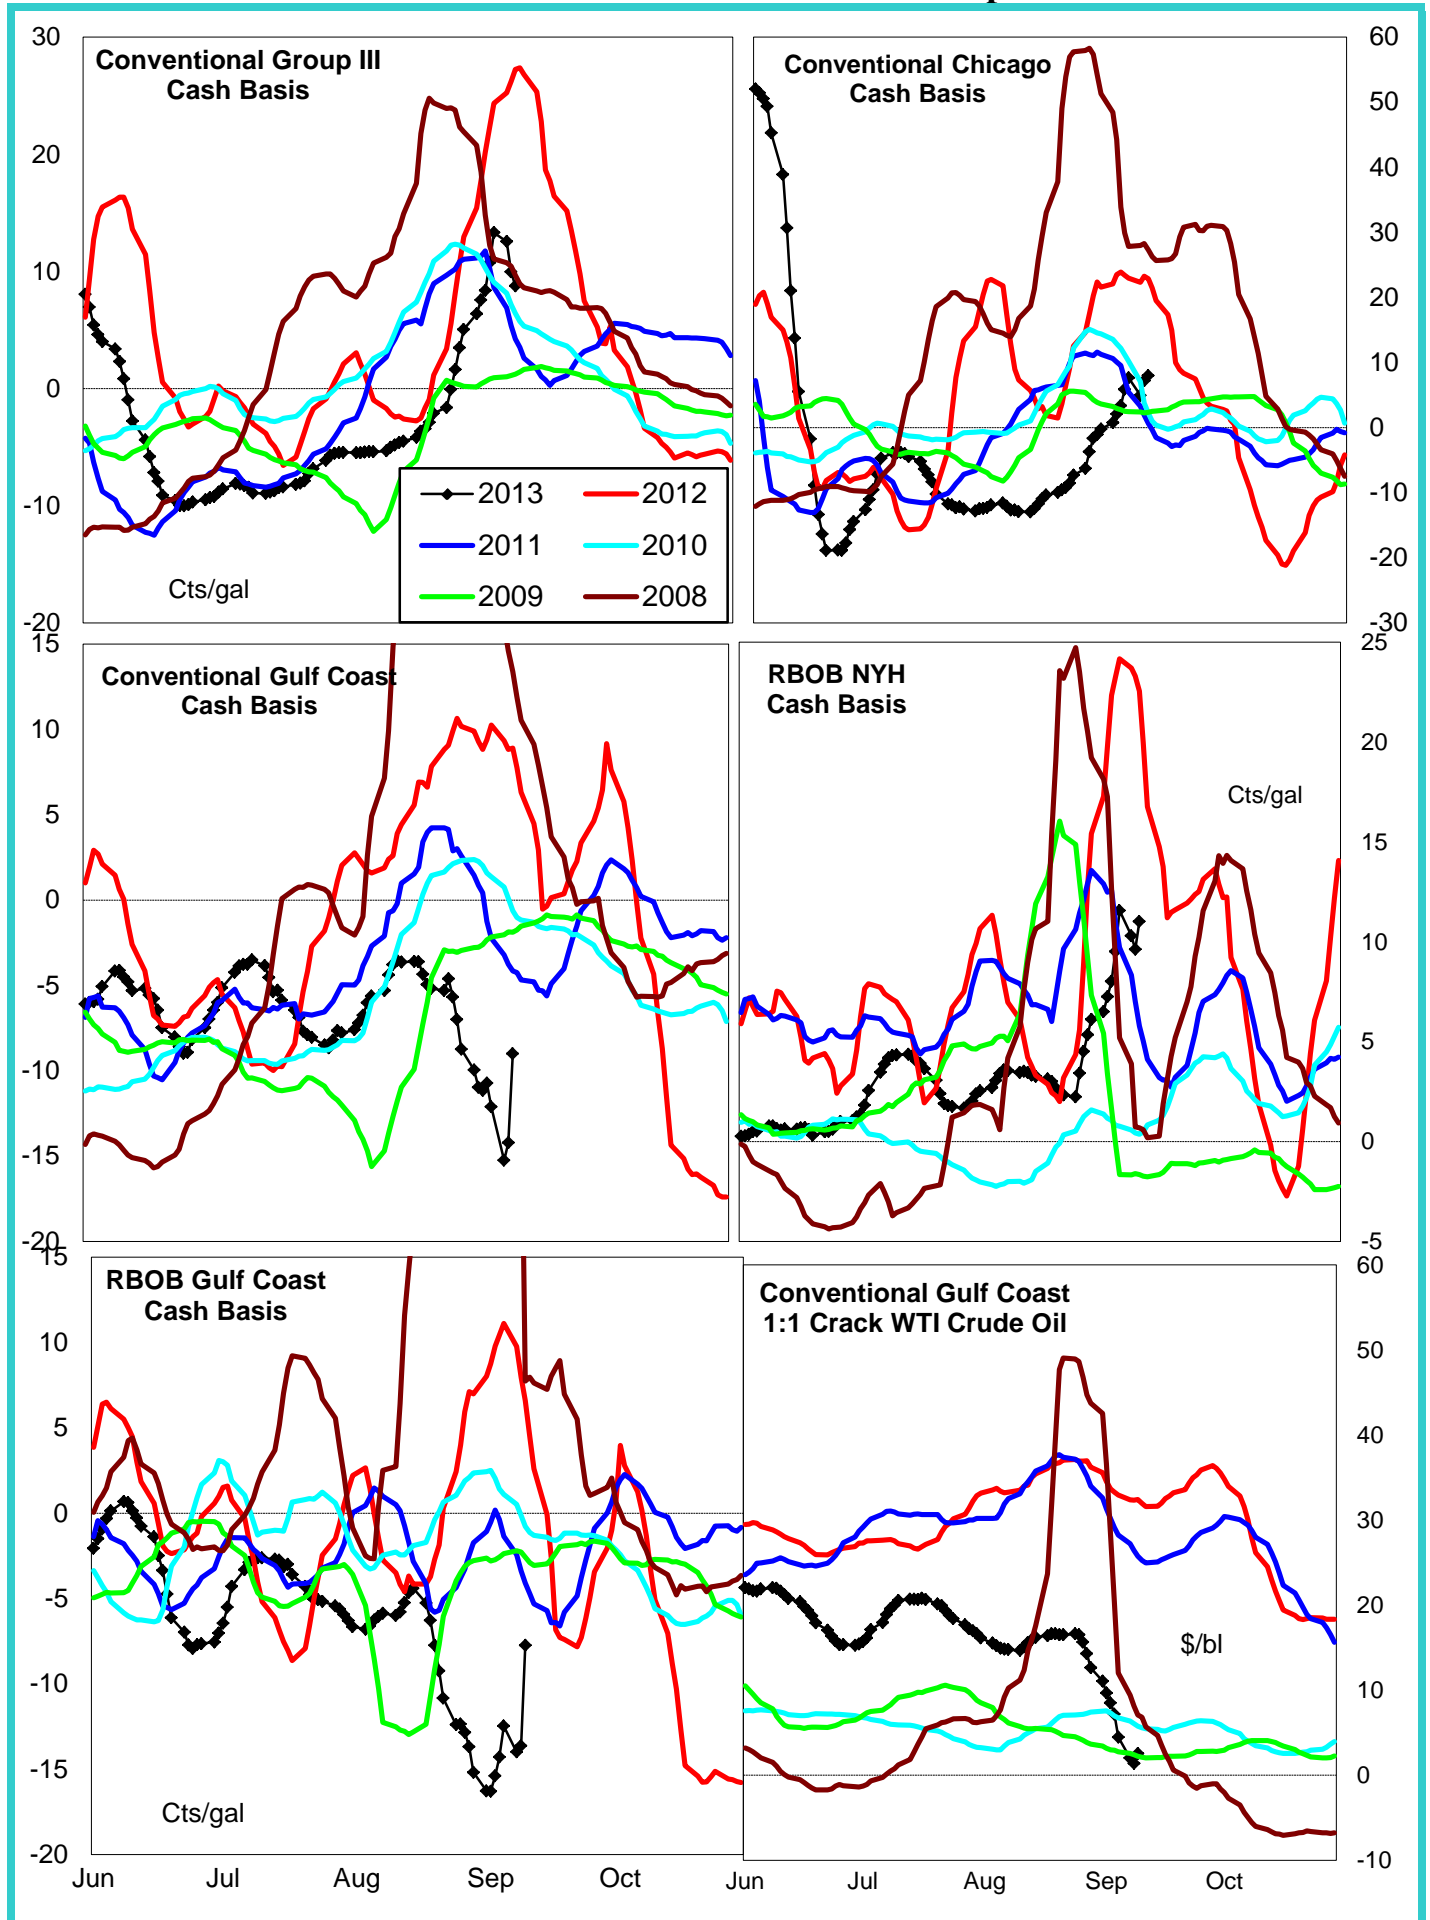 Conventional Group III
Cash Basis
30
20
10
0
-10
-20
Cts/gal
2013
2012
2011
2010
2009
2008
Conventional Chicago
Cash Basis
60
50
40
30
20
10
0
-10
-20
-30
Conventional Gulf Coast
Cash Basis
15
10
5
0
-5
-10
-15
-20
RBOB NYH
Cash Basis
Cts/gal
25
20
15
10
5
0
-5
RBOB Gulf Coast
Cash Basis
15
10
5
0
-5
-10
-15
-20
Cts/gal
Jun
Jul
Aug
Sep
Oct
Conventional Gulf Coast
1:1 Crack WTI Crude Oil
60
50
40
30
20
10
0
-10
$/bl
Jun
Jul
Aug
Sep
Oct